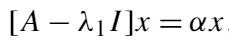 [A − λ₁I]x = αx.